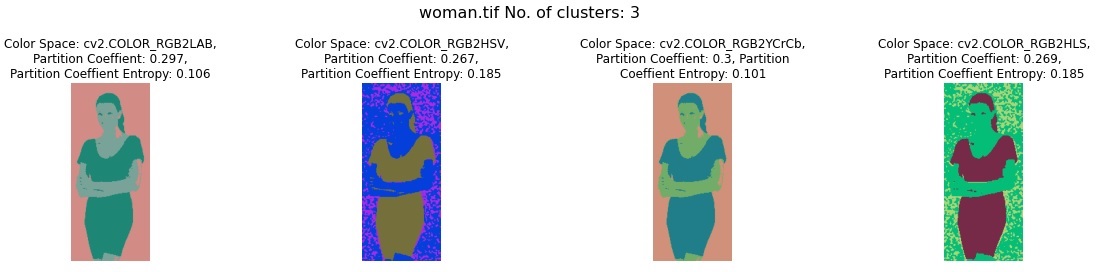 woman.tif No. of clusters: 3
Color Space: cv2.COLOR_RGB2LAB,
Partition Coeffient: 0.297,
Partition Coeffient Entropy: 0.106
Color Space: cv2.COLOR_RGB2HSV,
Partition Coeffient: 0.267,
Partition Coeffient Entropy: 0.185
Color Space: cv2.COLOR_RGB2YCrCb,
Partition Coeffient: 0.3, Partition
Coeffient Entropy: 0.101
Color Space: cv2.COLOR_RGB2HLS,
Partition Coeffient: 0.269,
Partition Coeffient Entropy: 0.185